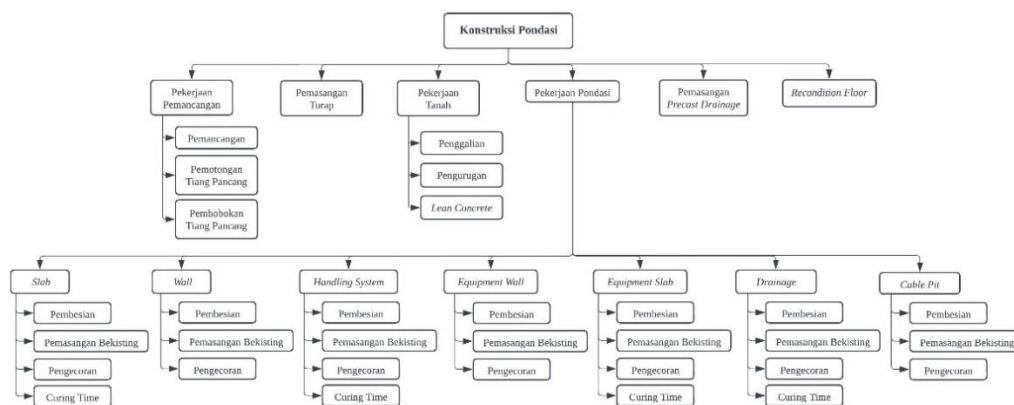 Konstruksi Pondasi
Pekerjaan
Pemancangan
Pemasangan
Turap
Pekerjaan
Tanah
Pekerjaan Pondasi
Pemasangan
Precast Drainage
Recondition Floor
Pemancangan
Pemotongan
Tiang Pancang
Pembobokan
Tiang Pancang
Penggalian
Pengurugan
Lean Concrete
Slab
Pembesian
Pemasangan Bekisting
Pengecoran
Curing Time
Wall
Pembesian
Pemasangan Bekisting
Pengecoran
Handling System
Pembesian
Pemasangan Bekisting
Pengecoran
Curing Time
Equipment Wall
Pembesian
Pemasangan Bekisting
Pengecoran
Equipment Slab
Pembesian
Pemasangan Bekisting
Pengecoran
Curing Time
Drainage
Pembesian
Pemasangan Bekisting
Pengecoran
Curing Time
Cable Pit
Pembesian
Pemasangan Bekisting
Pengecoran